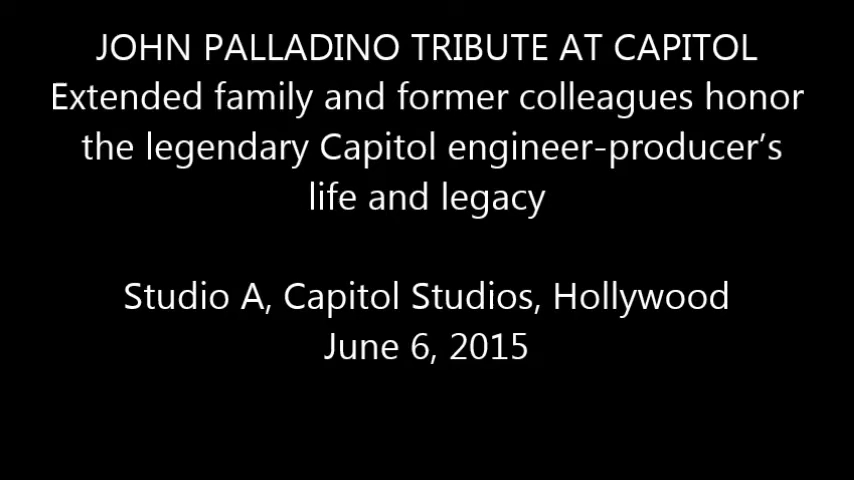 JOHN PALLADINO TRIBUTE AT CAPITOL
Extended family and former colleagues honor
the legendary Capitol engineer-producer’s
life and legacy
Studio A, Capitol Studios, Hollywood
June 6, 2015